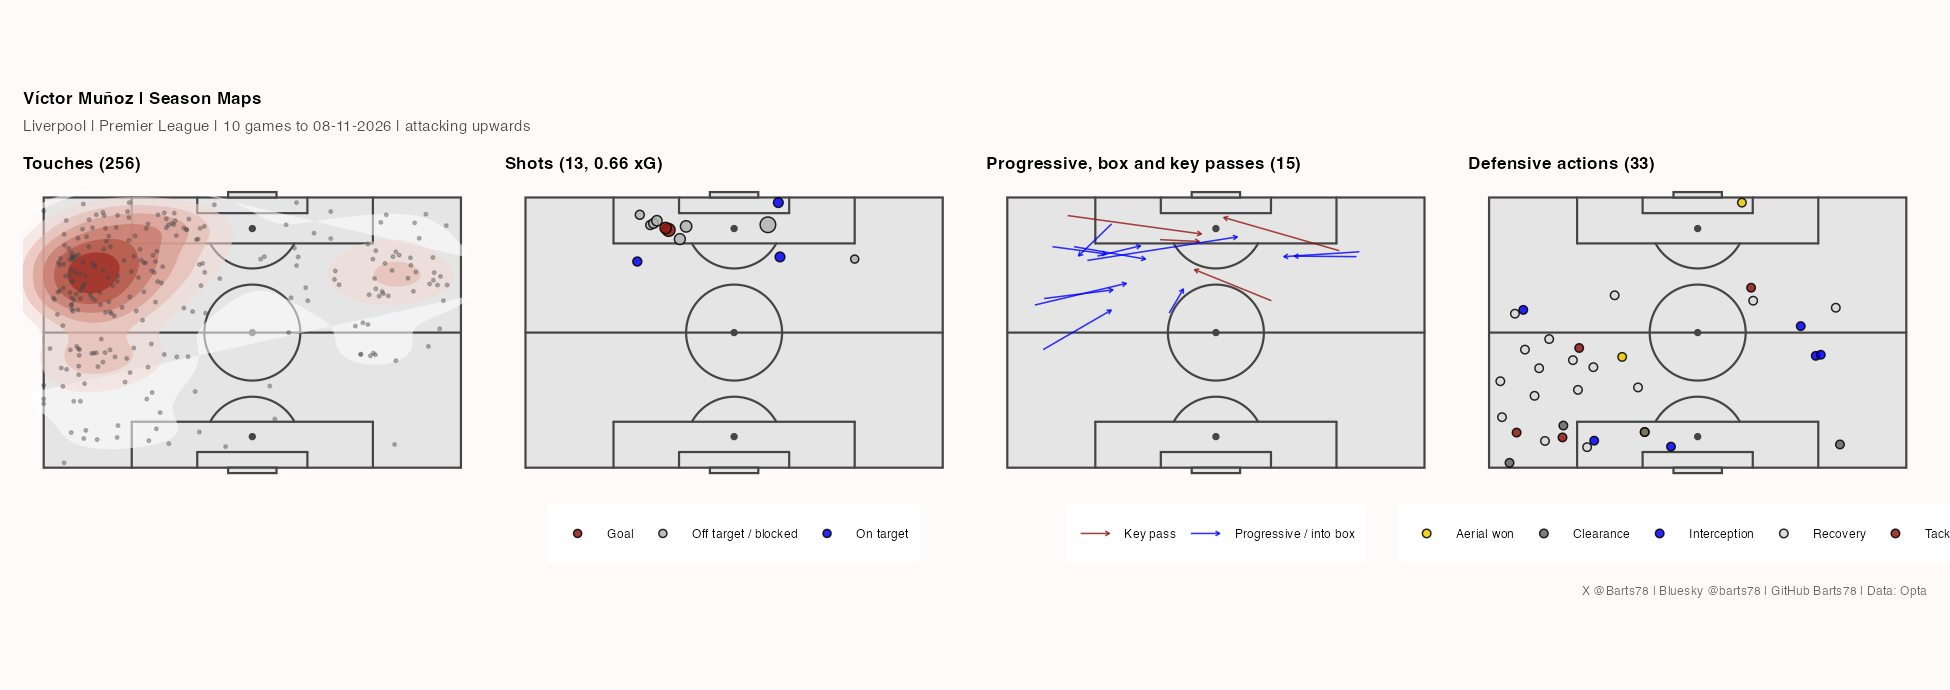 Víctor Muñoz | Season Maps
Liverpool | Premier League | 10 games to 08-11-2026 | attacking upwards
Touches (256)
Shots (13, 0.66 xG)
Progressive, box and key passes (15)
Defensive actions (33)
Goal
Off target / blocked
On target
Key pass
Progressive / into box
Aerial won
Clearance
Interception
Recovery
Tack
X @Barts78 | Bluesky @barts78 | GitHub Barts78 | Data: Opta